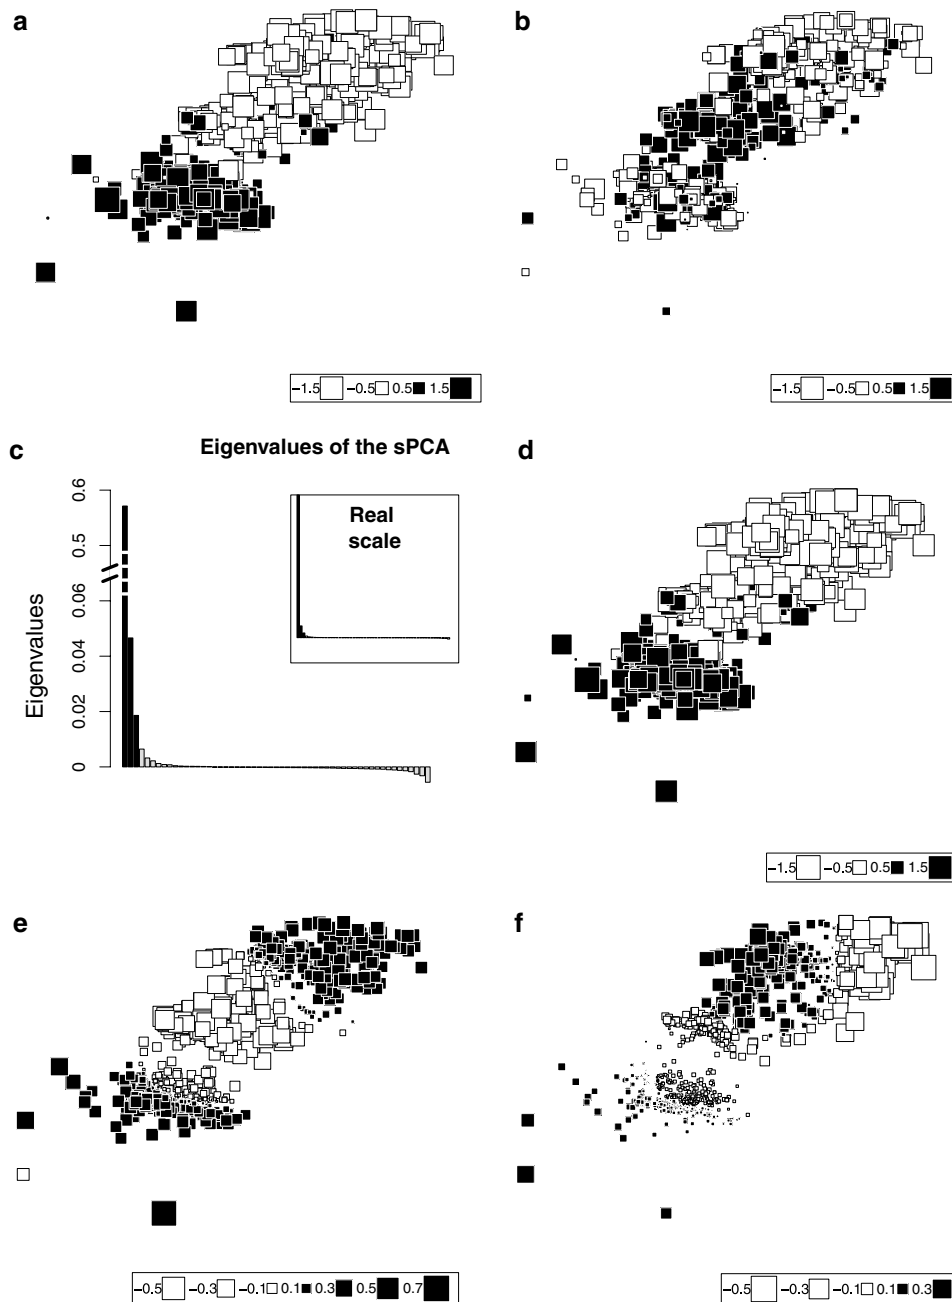 a
b
−1.5 −0.5 0.5 1.5
−1.5 −0.5 0.5 1.5
c
Eigenvalues of the sPCA
d
Eigenvalues
0.6
0.5
0.06
0.04
0.02
0
Real
scale
−1.5 −0.5 0.5 1.5
e
f
−0.5 −0.3 −0.1 0.1 0.3 0.5 0.7
−0.5 −0.3 −0.1 0.1 0.3